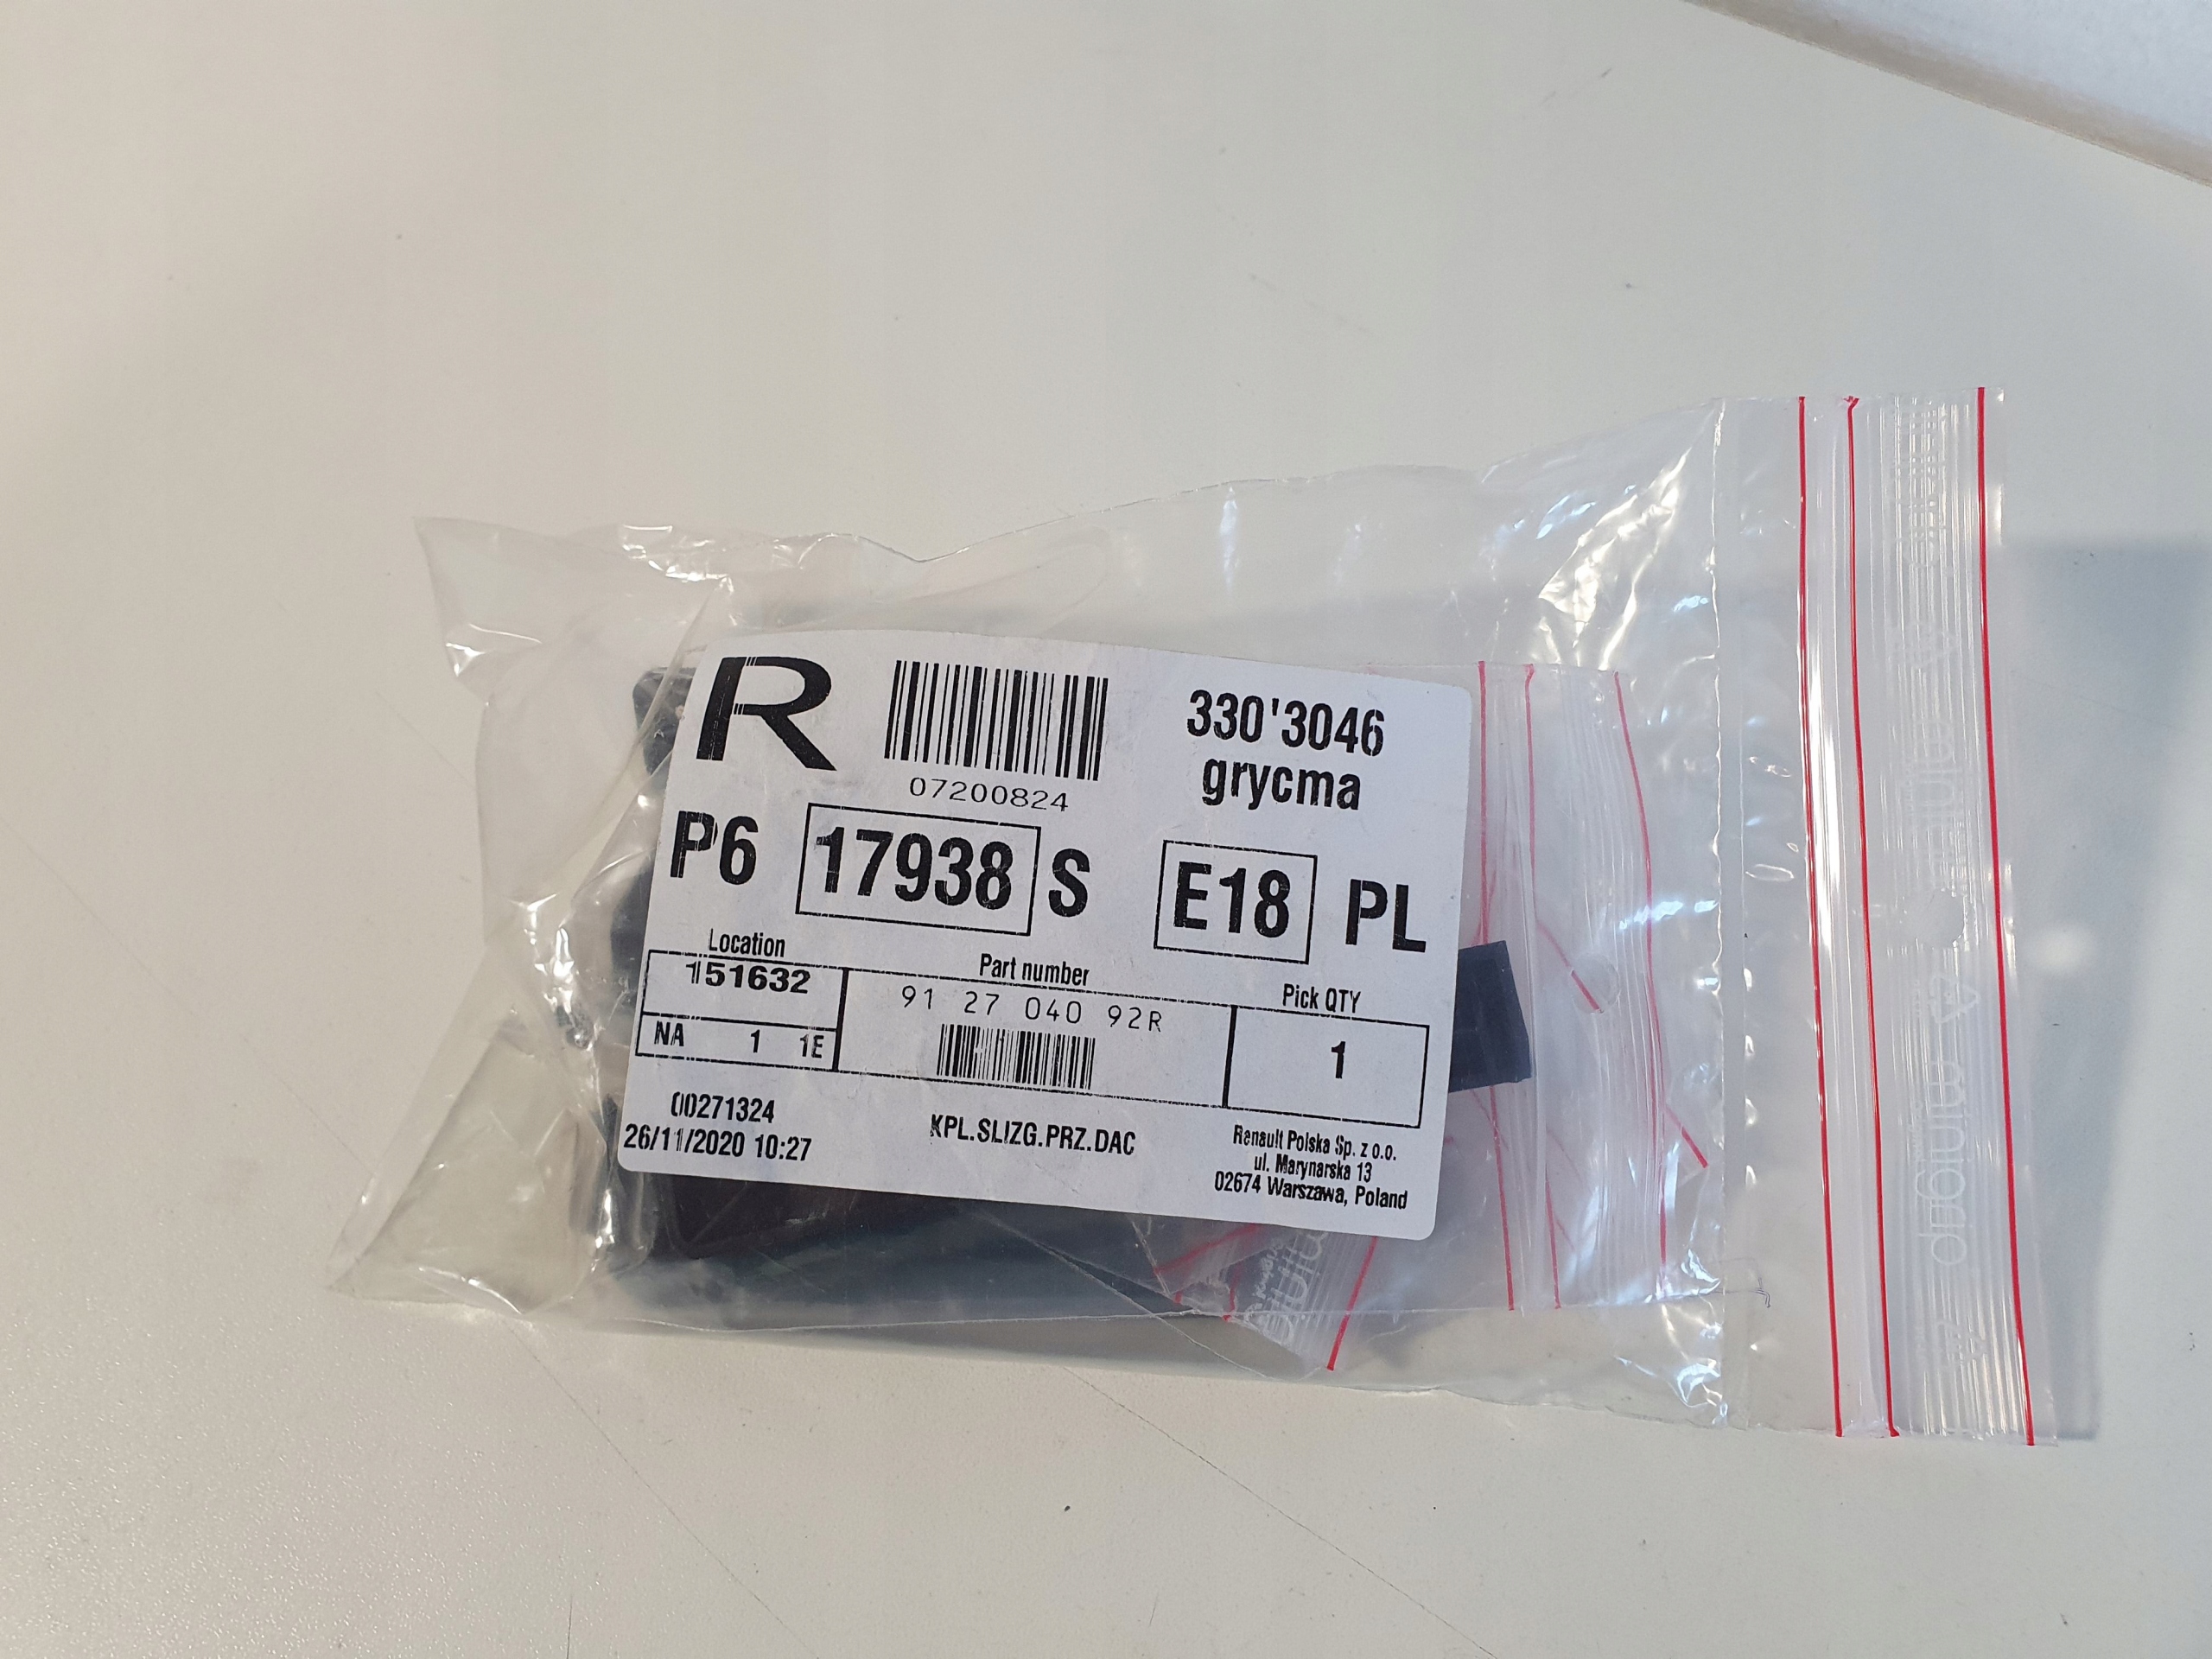 R
07200824
330'3046
grycma
P6 17938 S E18 PL
Location
151632
NA 1 1E
Part number
91 27 040 92R
Pick QTY
1
00271324
26/11/2020 10:27
KPL.SLIZG.PRZ.DAC
Renault Polska Sp. z o.o.
ul. Marynarska 13
02674 Warszawa, Poland
minigrip